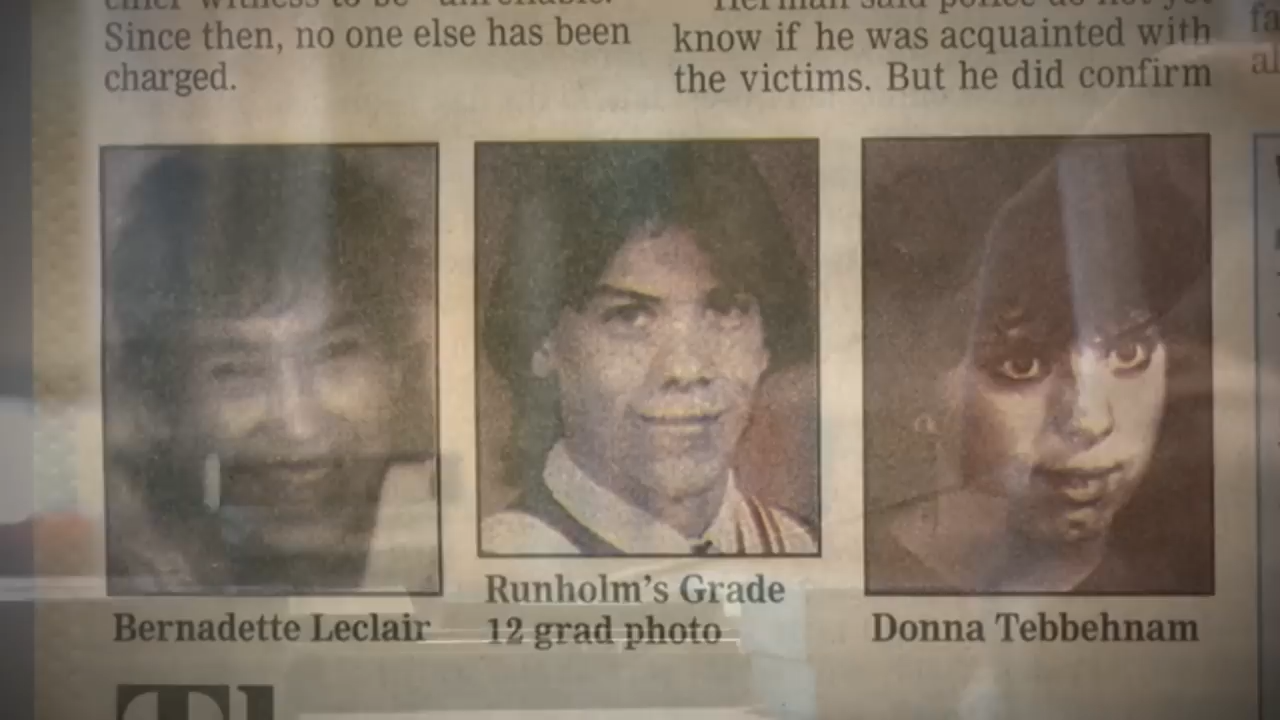 Since then, no one else has been
charged.
know if he was acquainted with
the victims. But he did confirm
Bernadette Leclair
Runholm's Grade
12 grad photo
Donna Tebbehnam